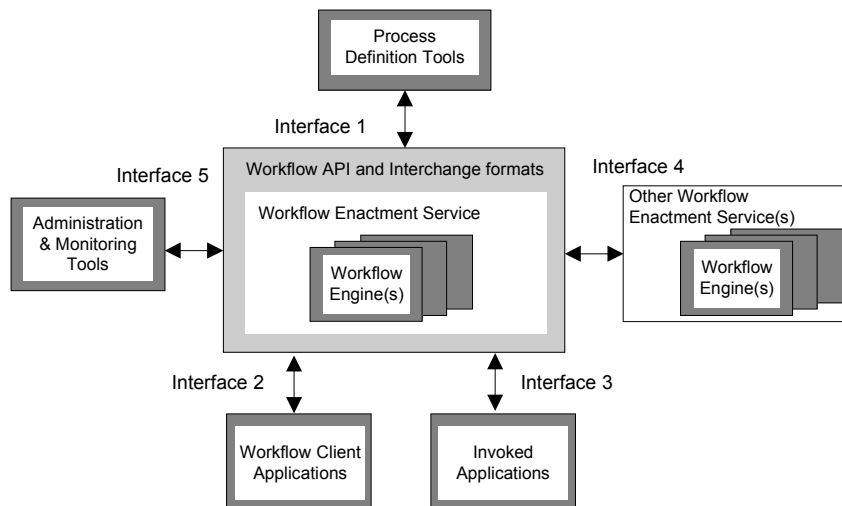 Process
Definition Tools
Interface 1
Workflow API and Interchange formats
Interface 5
Interface 4
Administration
& Monitoring
Tools
Workflow Enactment Service
Workflow
Engine(s)
Other Workflow
Enactment Service(s)
Workflow
Engine(s)
Interface 2
Interface 3
Workflow Client
Applications
Invoked
Applications